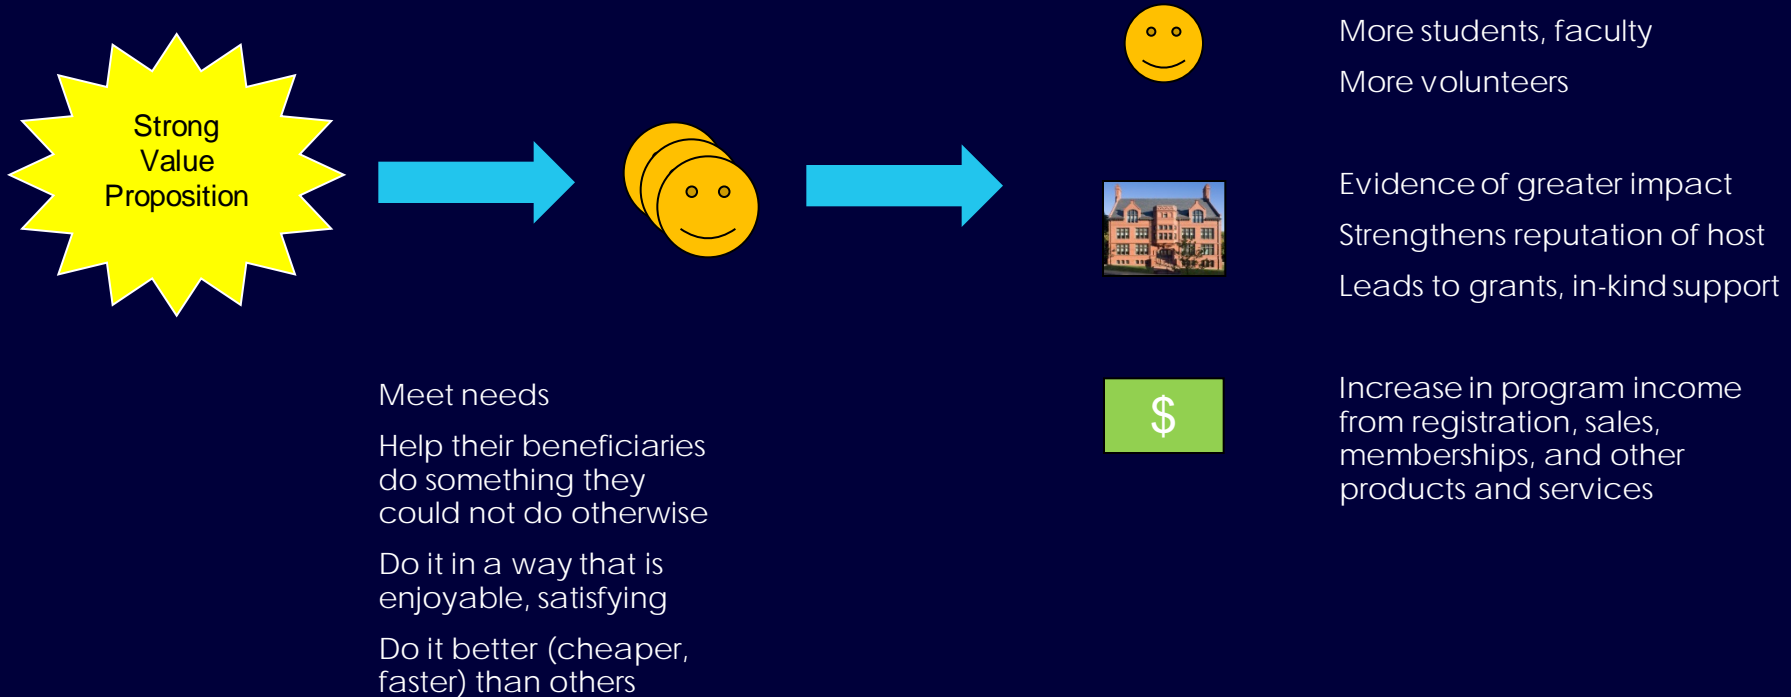 Strong
Value
Proposition
Meet needs
Help their beneficiaries
do something they
could not do otherwise
Do it in a way that is
enjoyable, satisfying
Do it better (cheaper,
faster) than others
More students, faculty
More volunteers
Evidence of greater impact
Strengthens reputation of host
Leads to grants, in-kind support
$
Increase in program income
from registration, sales,
memberships, and other
products and services